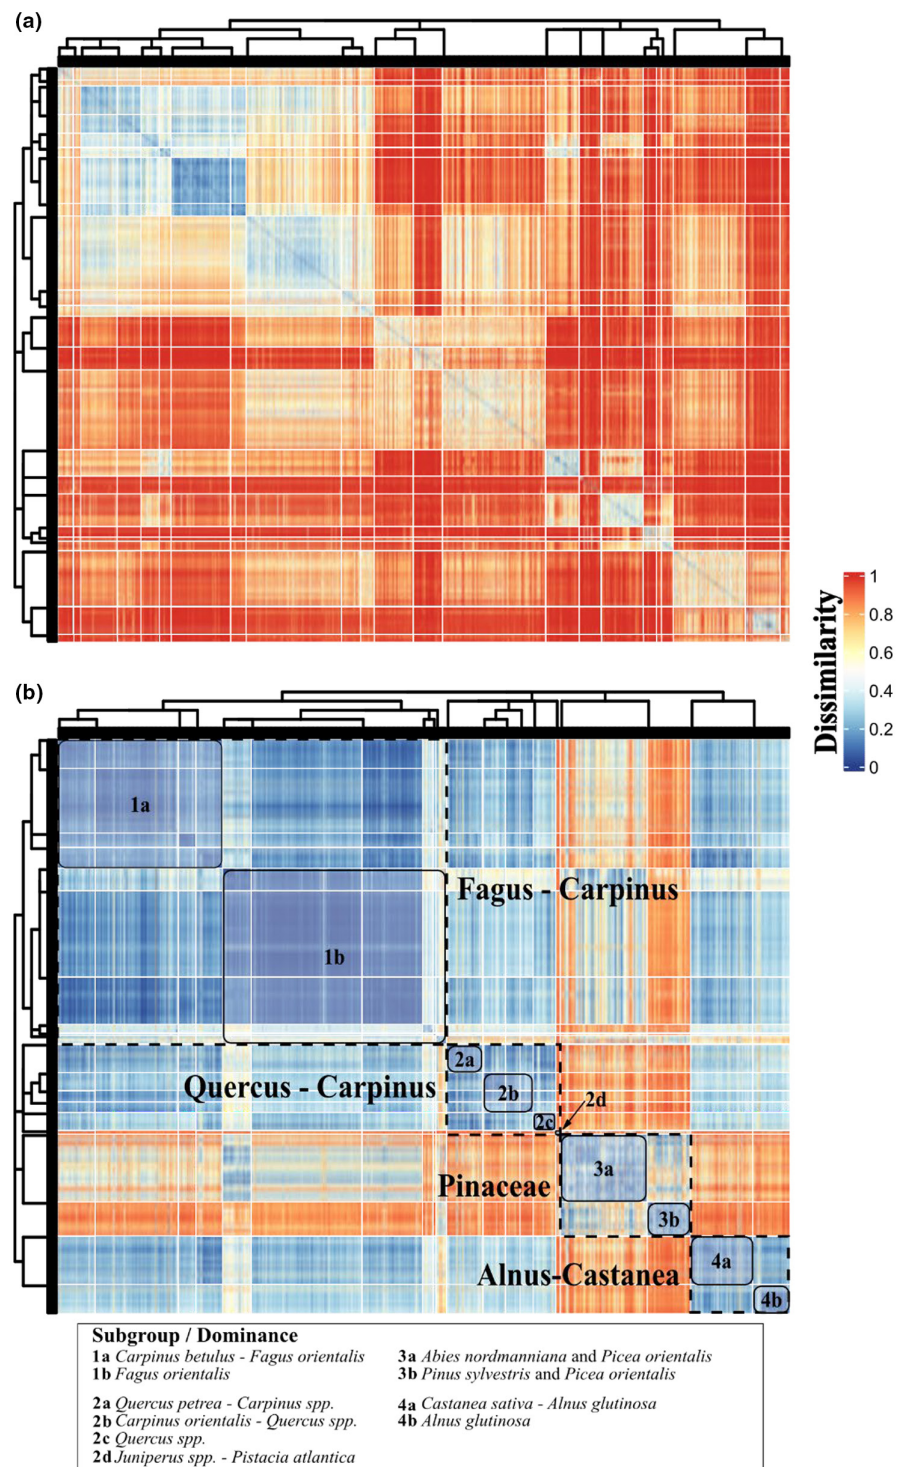 (a)
Dissimilarity
1
0.8
0.6
0.4
0.2
0
(b)
1a
Fagus - Carpinus
1b
Quercus - Carpinus
2a
2b
2c
2d
Pinaceae
3a
3b
Alnus-Castanea
4a
4b
Subgroup / Dominance
1a Carpinus betulus - Fagus orientalis
1b Fagus orientalis
2a Quercus petrea - Carpinus spp.
2b Carpinus orientalis - Quercus spp.
2c Quercus spp.
2d Juniperus spp. - Pistacia atlantica
3a Abies nordmanniana and Picea orientalis
3b Pinus sylvestris and Picea orientalis
4a Castanea sativa - Alnus glutinosa
4b Alnus glutinosa